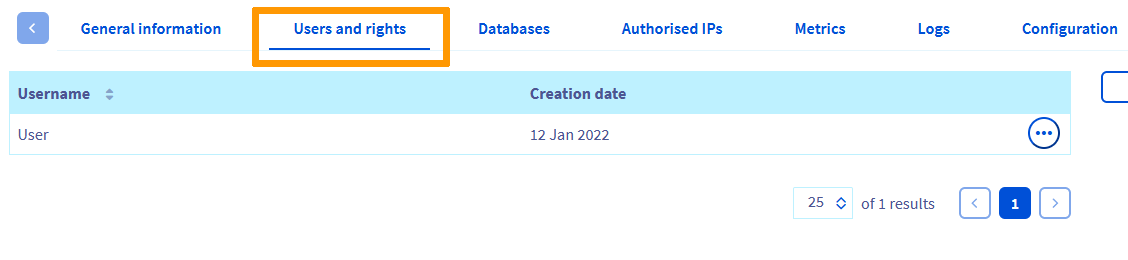 General information Users and rights Databases Authorised IPs Metrics Logs Configuration
Username Creation date
User 12 Jan 2022
25 of 1 results 1